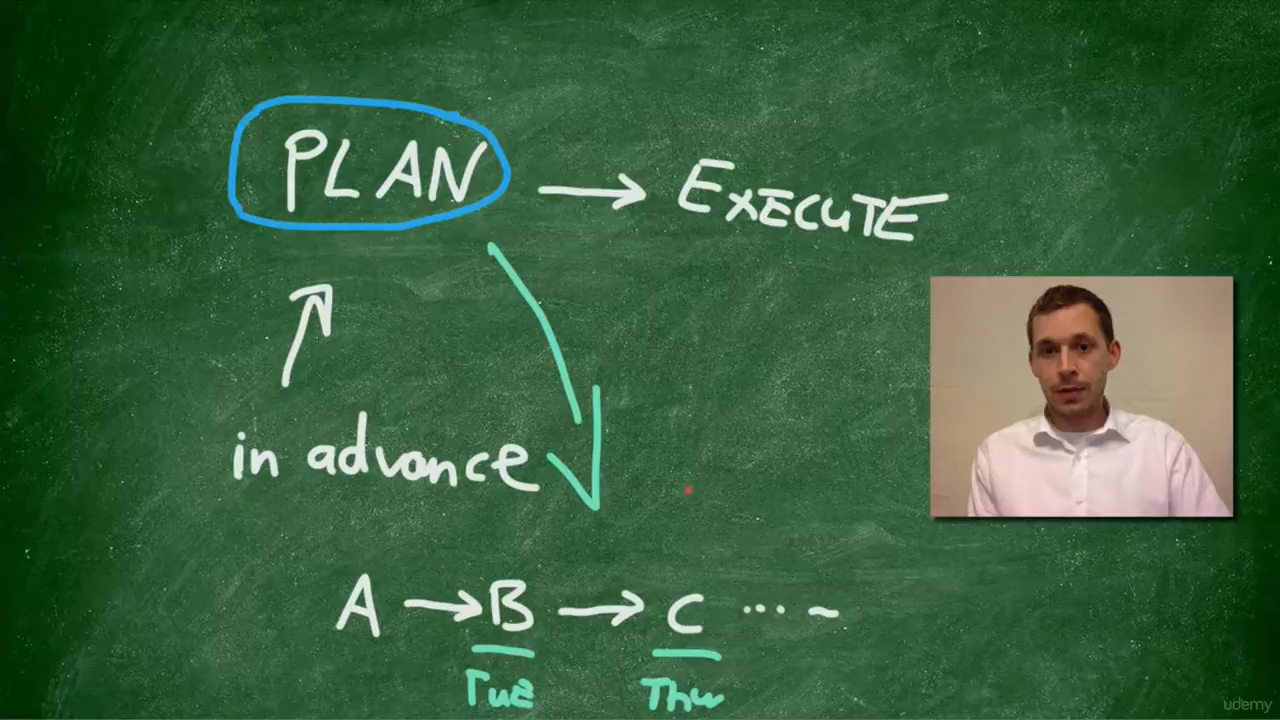 PLAN → EXECUTE
in advance
A → B → C .... ~
Tue Thu
udemy